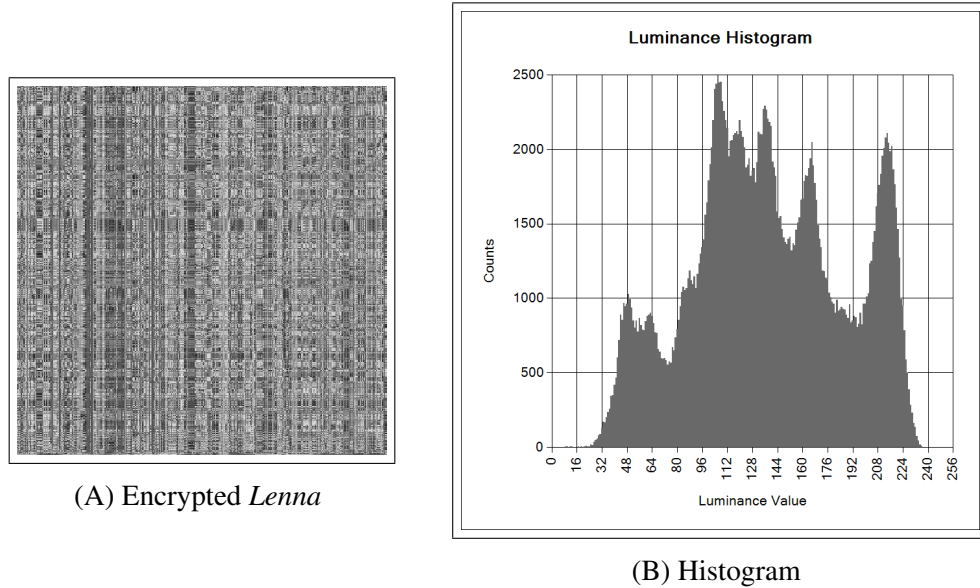 Luminance Histogram
2500
2000
1500
1000
500
0
Counts
0 16 32 48 64 80 96 112 128 144 160 176 192 208 224 240 256
Luminance Value
(A) Encrypted Lenna
(B) Histogram